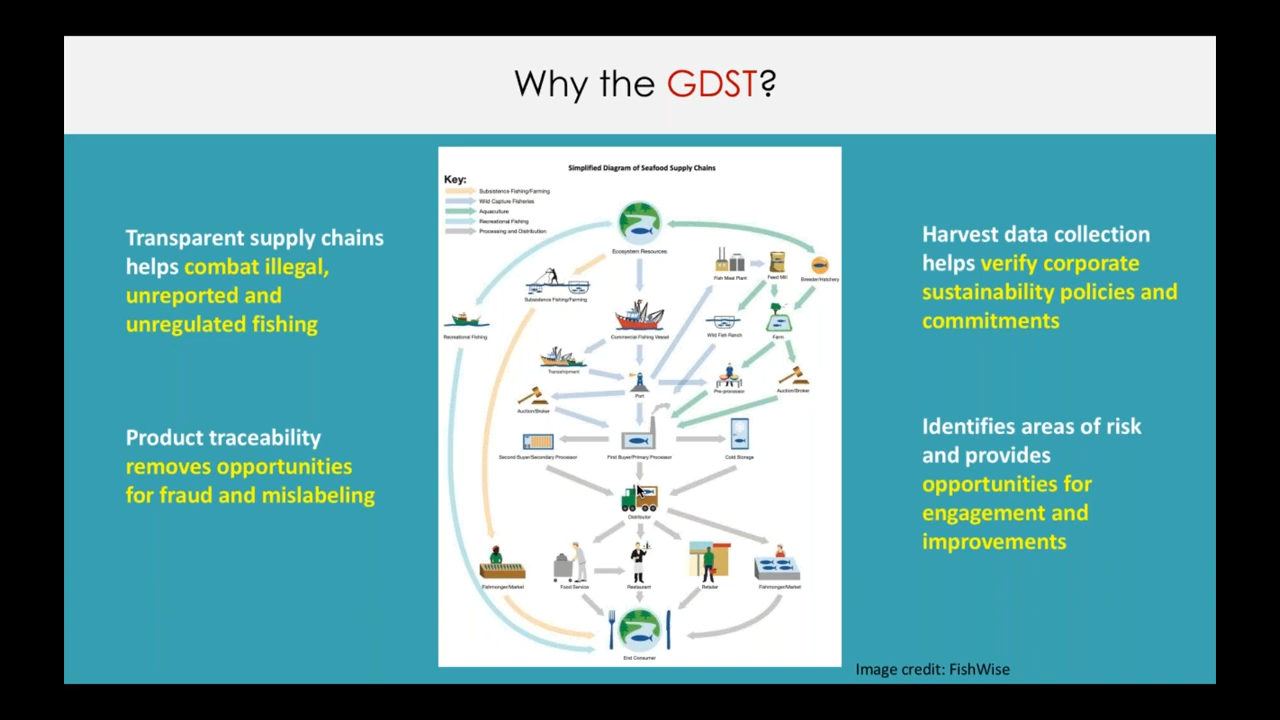 Why the GDST?
Transparent supply chains
helps combat illegal,
unreported and
unregulated fishing
Product traceability
removes opportunities
for fraud and mislabeling
Simplified Diagram of Seafood Supply Chains
Key:
Subsistence Fishing/Farming
Wild Capture Fisheries
Aquaculture
Recreational Fishing
Processing and Distribution
Ecosystem Resources
Fish Meal Plant
Feed Mill
Breeder/Hatchery
Subsistence Fishing/Farming
Recreational Fishing
Commercial Fishing Vessel
Wild Fish Ranch
Farm
Transshipment
Port
Pre-processor
Auction/Broker
Auction/Broker
Second Buyer/Secondary Processor
First Buyer/Primary Processor
Cold Storage
Distributor
Fishmonger/Market
Food Service
Restaurant
Retailer
Fishmonger/Market
End Consumer
Harvest data collection
helps verify corporate
sustainability policies and
commitments
Identifies areas of risk
and provides
opportunities for
engagement and
improvements
Image credit: FishWise